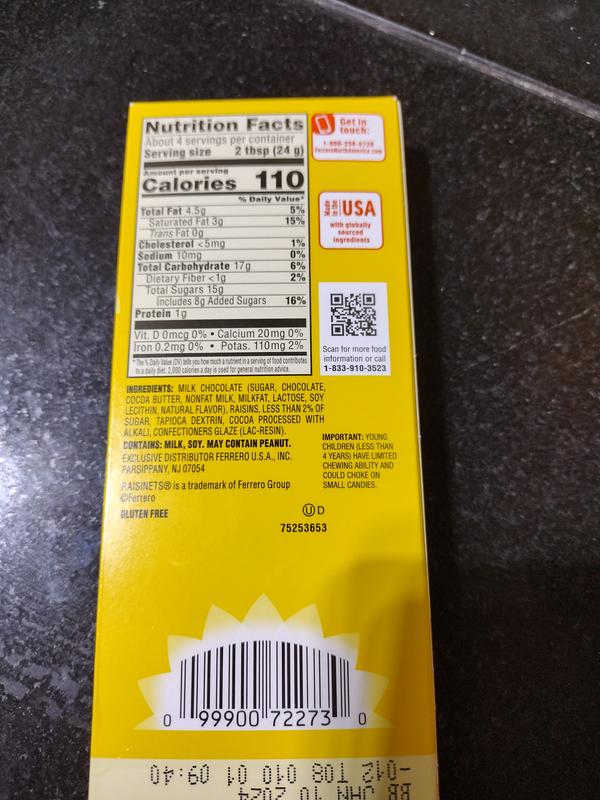 Nutrition Facts
About 4 servings per container
Serving size 2 tbsp (24 g)
Amount per serving
Calories 110
% Daily Value*
Total Fat 4.5g 5%
Saturated Fat 3g 15%
Trans Fat 0g
Cholesterol <5mg 1%
Sodium 10mg 0%
Total Carbohydrate 17g 6%
Dietary Fiber <1g 2%
Total Sugars 15g
Includes 8g Added Sugars 16%
Protein 1g
Vit. D 0mcg 0% • Calcium 20mg 0%
Iron 0.2mg 0% • Potas. 110mg 2%
*The % Daily Value (DV) tells you how much a nutrient in a serving of food contributes
to a daily diet. 2,000 calories a day is used for general nutrition advice.
Get in
touch:
FerreroNorthAmerica.com
Made
in the
USA
with globally
sourced
ingredients
Scan for more food
information or call
1-833-910-3523
INGREDIENTS: MILK CHOCOLATE (SUGAR, CHOCOLATE,
COCOA BUTTER, NONFAT MILK, MILKFAT, LACTOSE, SOY
LECITHIN, NATURAL FLAVOR), RAISINS, LESS THAN 2% OF
SUGAR, TAPIOCA DEXTRIN, COCOA PROCESSED WITH
ALKALI, CONFECTIONERS GLAZE (LAC-RESIN).
CONTAINS: MILK, SOY. MAY CONTAIN PEANUT.
EXCLUSIVE DISTRIBUTOR FERRERO U.S.A., INC.
PARSIPPANY, NJ 07054
RAISINETS® is a trademark of Ferrero Group
©Ferrero
GLUTEN FREE
IMPORTANT: YOUNG
CHILDREN (LESS THAN
4 YEARS) HAVE LIMITED
CHEWING ABILITY AND
COULD CHOKE ON
SMALL CANDIES.
Ⓤ D
75253653
0 99900 72273 0
BB JAN 10 2024
-012 T08 010 01 09:40